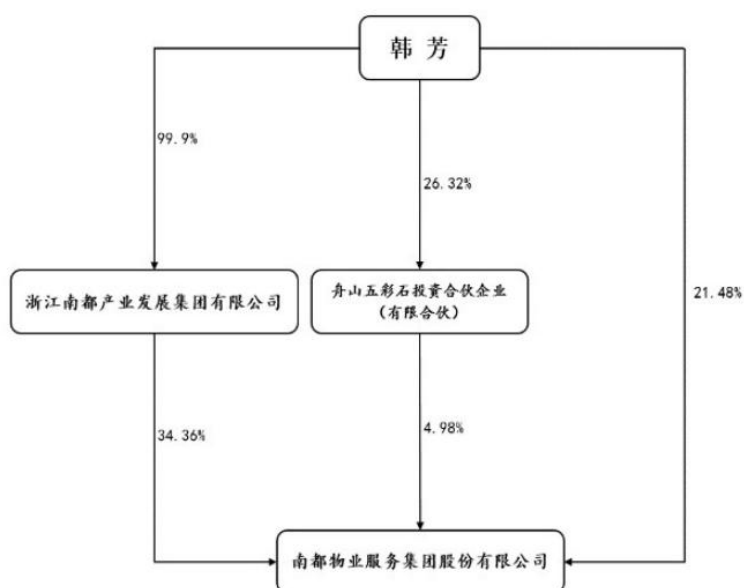 韩 芳
99.9%
26.32%
浙江南都产业发展集团有限公司
舟山五彩石投资合伙企业
（有限合伙）
21.48%
34.36%
4.98%
南都物业服务集团股份有限公司